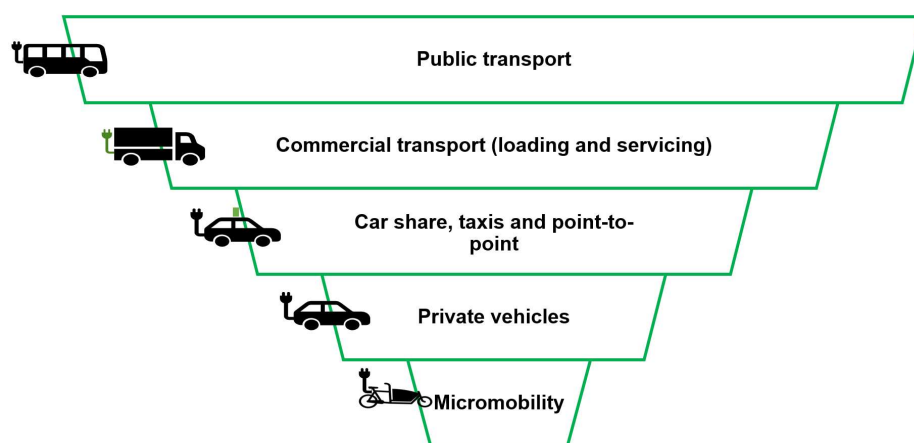 Public transport
Commercial transport (loading and servicing)
Car share, taxis and point-to-
point
Private vehicles
Micromobility